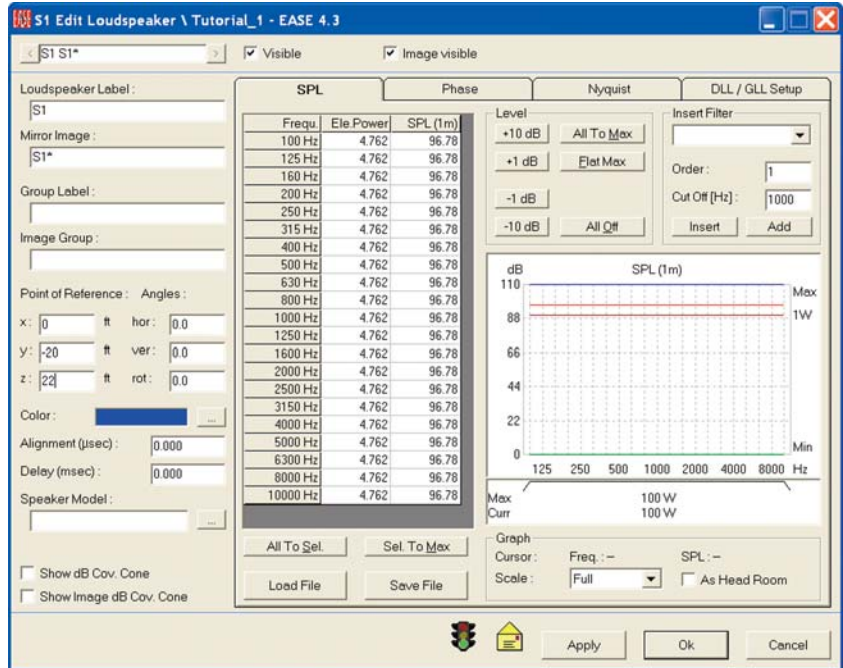 S1 Edit Loudspeaker \ Tutorial_1 - EASE 4.3
< S1 S1* >
Visible
Image visible
Loudspeaker Label :
S1
Mirror Image :
S1*
Group Label :
Image Group :
Point of Reference : Angles :
x: 0 ft hor: 0.0
y: -20 ft ver: 0.0
z: 22 ft rot: 0.0
Color :
...
Alignment (µsec) : 0.000
Delay (msec) : 0.000
Speaker Model :
...
Show dB Cov. Cone
Show Image dB Cov. Cone
SPL Phase Nyquist DLL / GLL Setup
Frequ. Ele.Power SPL (1m)
100 Hz 4.762 96.78
125 Hz 4.762 96.78
160 Hz 4.762 96.78
200 Hz 4.762 96.78
250 Hz 4.762 96.78
315 Hz 4.762 96.78
400 Hz 4.762 96.78
500 Hz 4.762 96.78
630 Hz 4.762 96.78
800 Hz 4.762 96.78
1000 Hz 4.762 96.78
1250 Hz 4.762 96.78
1600 Hz 4.762 96.78
2000 Hz 4.762 96.78
2500 Hz 4.762 96.78
3150 Hz 4.762 96.78
4000 Hz 4.762 96.78
5000 Hz 4.762 96.78
6300 Hz 4.762 96.78
8000 Hz 4.762 96.78
10000 Hz 4.762 96.78
All To Sel. Sel. To Max
Load File Save File
Level
+10 dB All To Max
+1 dB Flat Max
-1 dB
-10 dB All Off
Insert Filter
Order : 1
Cut Off [Hz] : 1000
Insert Add
dB SPL (1m)
110 Max
88 1W
66
44
22
0 Min
125 250 500 1000 2000 4000 8000 Hz
Max 100 W
Curr 100 W
Graph
Cursor : Freq. : – SPL : –
Scale : Full As Head Room
Apply Ok Cancel